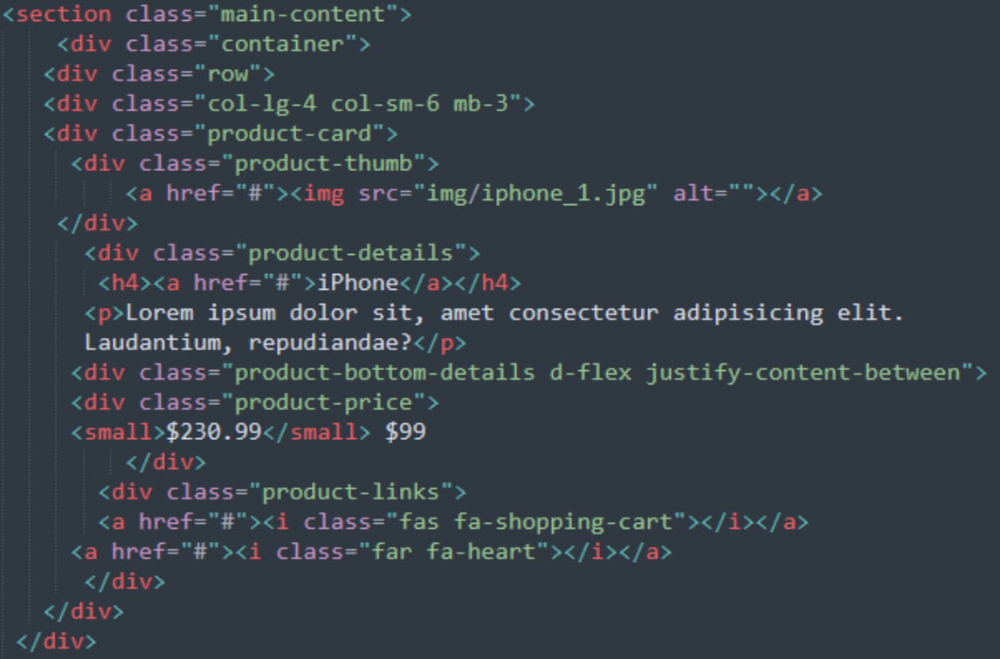 <section class="main-content">
<div class="container">
<div class="row">
<div class="col-lg-4 col-sm-6 mb-3">
<div class="product-card">
<div class="product-thumb">
<a href="#"><img src="img/iphone_1.jpg" alt=""></a>
</div>
<div class="product-details">
<h4><a href="#">iPhone</a></h4>
<p>Lorem ipsum dolor sit, amet consectetur adipisicing elit.
Laudantium, repudiandae?</p>
<div class="product-bottom-details d-flex justify-content-between">
<div class="product-price">
<small>$230.99</small> $99
</div>
<div class="product-links">
<a href="#"><i class="fas fa-shopping-cart"></i></a>
<a href="#"><i class="far fa-heart"></i></a>
</div>
</div>
</div>